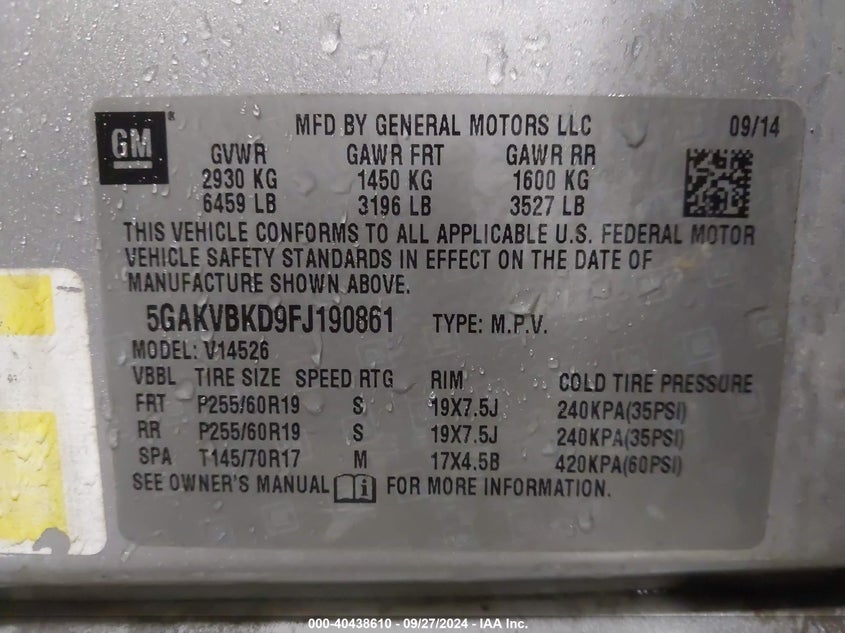 GM ®
MFD BY GENERAL MOTORS LLC 09/14
GVWR GAWR FRT GAWR RR
2930 KG 1450 KG 1600 KG
6459 LB 3196 LB 3527 LB
THIS VEHICLE CONFORMS TO ALL APPLICABLE U.S. FEDERAL MOTOR
VEHICLE SAFETY STANDARDS IN EFFECT ON THE DATE OF
MANUFACTURE SHOWN ABOVE.
5GAKVBKD9FJ190861 TYPE: M.P.V.
MODEL: V14526
VBBL TIRE SIZE SPEED RTG RIM COLD TIRE PRESSURE
FRT P255/60R19 S 19X7.5J 240KPA(35PSI)
RR P255/60R19 S 19X7.5J 240KPA(35PSI)
SPA T145/70R17 M 17X4.5B 420KPA(60PSI)
SEE OWNER'S MANUAL i FOR MORE INFORMATION.
000-40438610 - 09/27/2024 - IAA Inc.